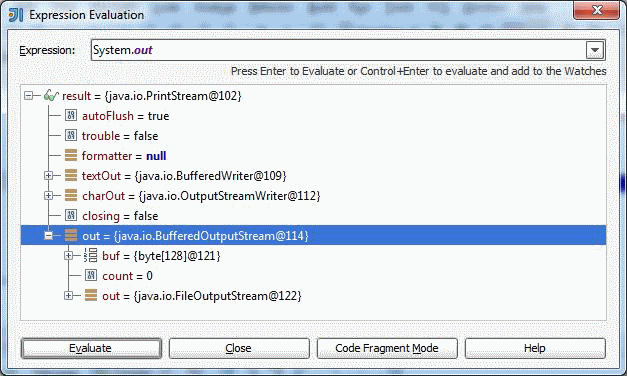 Expression Evaluation
Expression: System.out
Press Enter to Evaluate or Control+Enter to evaluate and add to the Watches
result = {java.io.PrintStream@102}
autoFlush = true
trouble = false
formatter = null
textOut = {java.io.BufferedWriter@109}
charOut = {java.io.OutputStreamWriter@112}
closing = false
out = {java.io.BufferedOutputStream@114}
buf = {byte[128]@121}
count = 0
out = {java.io.FileOutputStream@122}
Evaluate Close Code Fragment Mode Help